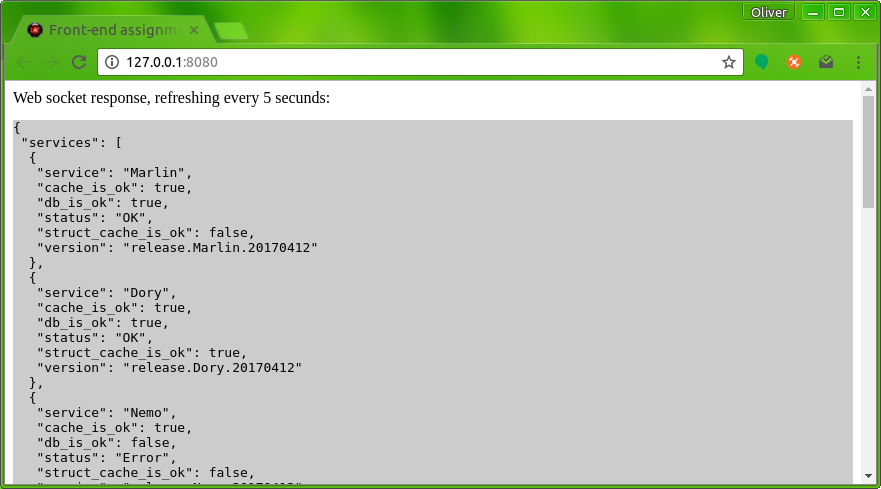 Oliver
Front-end assignm
127.0.0.1:8080
Web socket response, refreshing every 5 secunds:
{
 "services": [
  {
   "service": "Marlin",
   "cache_is_ok": true,
   "db_is_ok": true,
   "status": "OK",
   "struct_cache_is_ok": false,
   "version": "release.Marlin.20170412"
  },
  {
   "service": "Dory",
   "cache_is_ok": true,
   "db_is_ok": true,
   "status": "OK",
   "struct_cache_is_ok": true,
   "version": "release.Dory.20170412"
  },
  {
   "service": "Nemo",
   "cache_is_ok": true,
   "db_is_ok": false,
   "status": "Error",
   "struct_cache_is_ok": false,